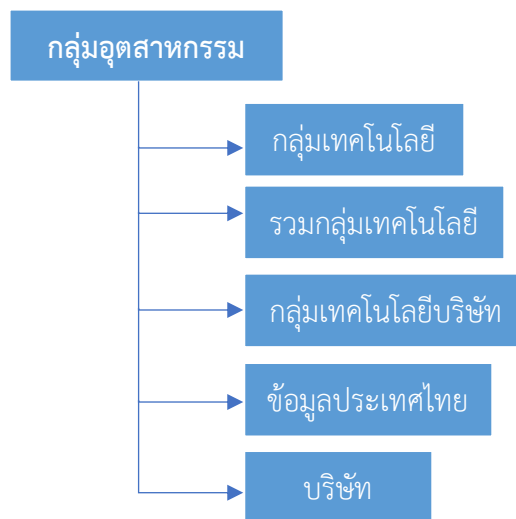 กลุ่มอุตสาหกรรม
กลุ่มเทคโนโลยี
รวมกลุ่มเทคโนโลยี
กลุ่มเทคโนโลยีบริษัท
ข้อมูลประเทศไทย
บริษัท